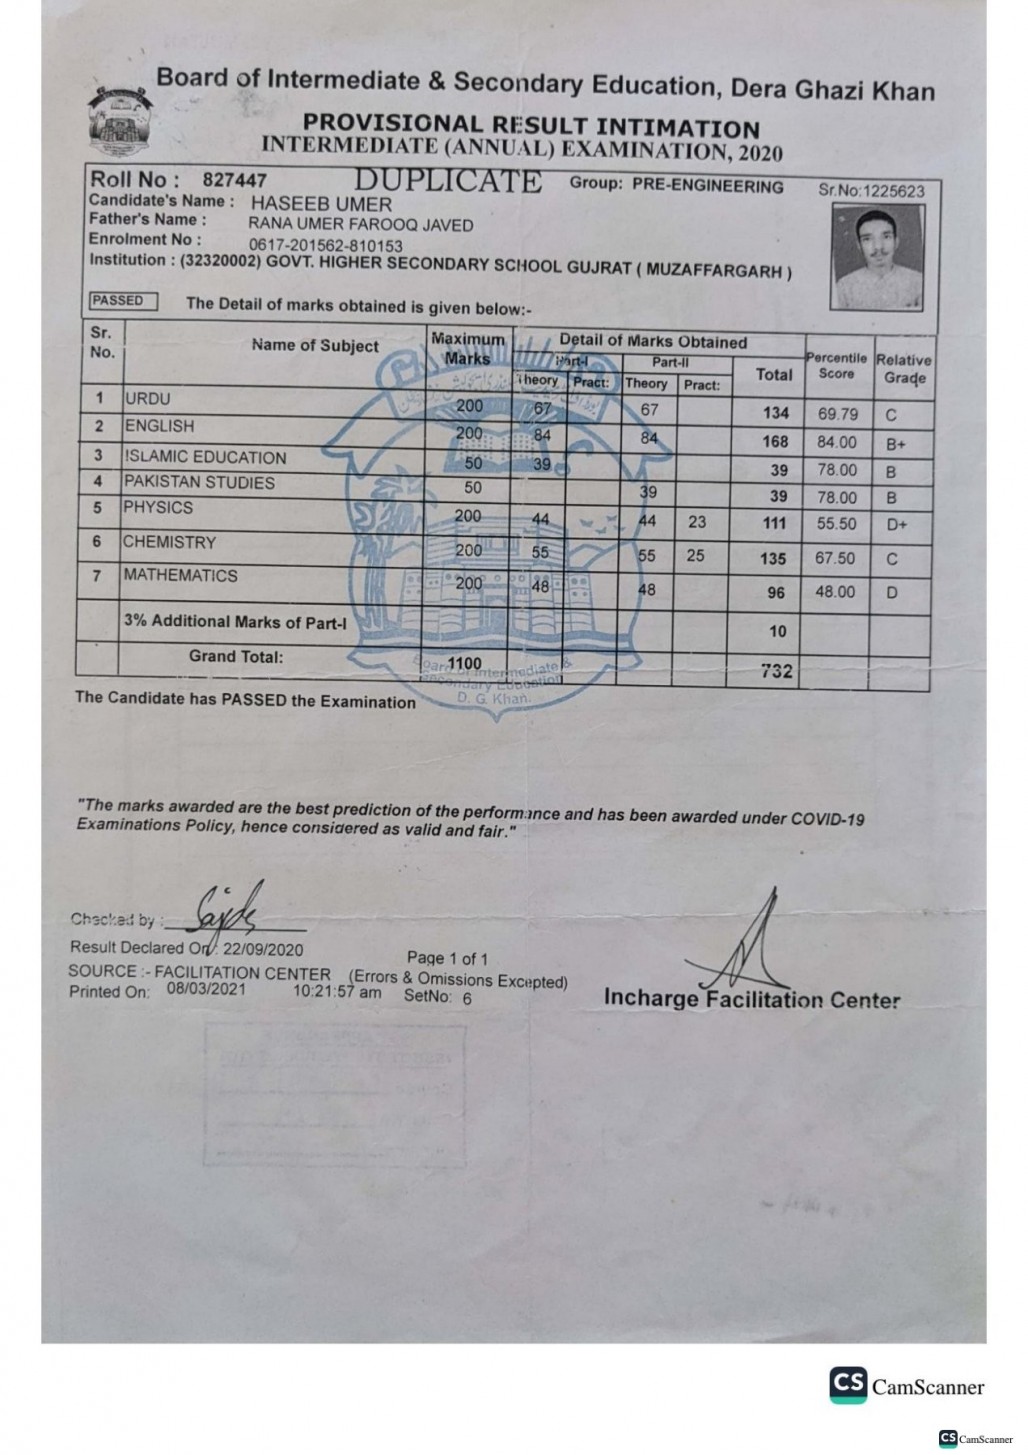 Board of Intermediate & Secondary Education, Dera Ghazi Khan
PROVISIONAL RESULT INTIMATION
INTERMEDIATE (ANNUAL) EXAMINATION, 2020
Roll No : 827447 DUPLICATE Group: PRE-ENGINEERING Sr.No:1225623
Candidate's Name : HASEEB UMER
Father's Name : RANA UMER FAROOQ JAVED
Enrolment No : 0617-201562-810153
Institution : (32320002) GOVT. HIGHER SECONDARY SCHOOL GUJRAT ( MUZAFFARGARH )
PASSED The Detail of marks obtained is given below:-
Sr. No. Name of Subject Maximum Marks Detail of Marks Obtained Percentile Score Relative Grade
Part-I Part-II Total
Theory Pract: Theory Pract:
1 URDU 200 67 67 134 69.79 C
2 ENGLISH 200 84 84 168 84.00 B+
3 ISLAMIC EDUCATION 50 39 39 78.00 B
4 PAKISTAN STUDIES 50 39 39 78.00 B
5 PHYSICS 200 44 44 23 111 55.50 D+
6 CHEMISTRY 200 55 55 25 135 67.50 C
7 MATHEMATICS 200 48 48 96 48.00 D
3% Additional Marks of Part-I 10
Grand Total: 1100 732
Board of Intermediate &
Secondary Education
D. G. Khan.
The Candidate has PASSED the Examination
"The marks awarded are the best prediction of the performance and has been awarded under COVID-19
Examinations Policy, hence considered as valid and fair."
Checked by :
Result Declared On : 22/09/2020 Page 1 of 1
SOURCE :- FACILITATION CENTER (Errors & Omissions Excepted)
Printed On: 08/03/2021 10:21:57 am SetNo: 6
Incharge Facilitation Center
CS CamScanner
CS CamScanner